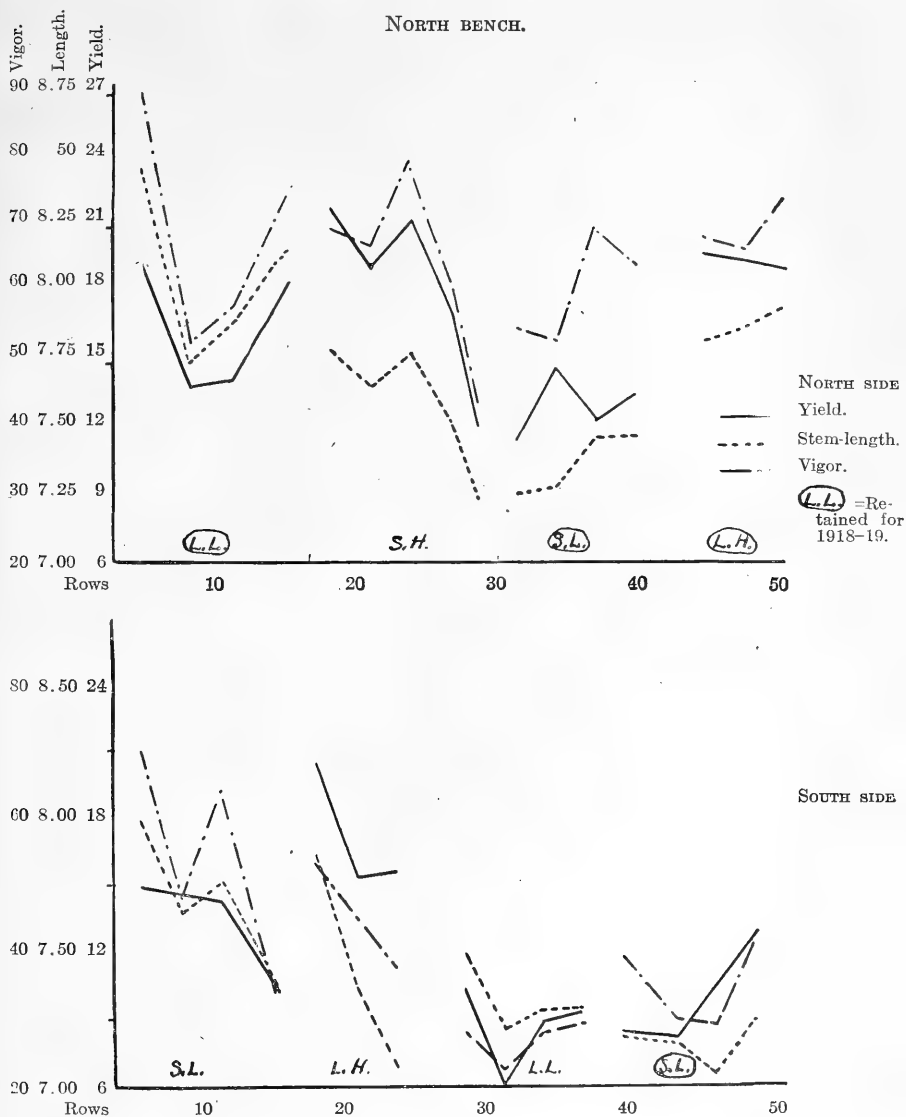 NORTH BENCH.
Vigor. Length. Yield.
90 8.75 27
80 50 24
70 8.25 21
60 8.00 18
50 7.75 15
40 7.50 12
30 7.25 9
20 7.00 6
L.L. S.H. S.L. L.H.
Rows 10 20 30 40 50
NORTH SIDE
Yield.
Stem-length.
Vigor.
L.L. =Re-
tained for
1918-19.
80 8.50 24
60 8.00 18
40 7.50 12
20 7.00 6
SOUTH SIDE
S.L. L.H. L.L. S.L.
Rows 10 20 30 40 50